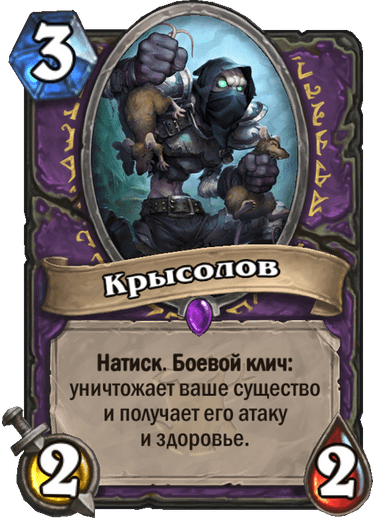 3
Крысолов
Натиск. Боевой клич:
уничтожает ваше существо
и получает его атаку
и здоровье.
2
2